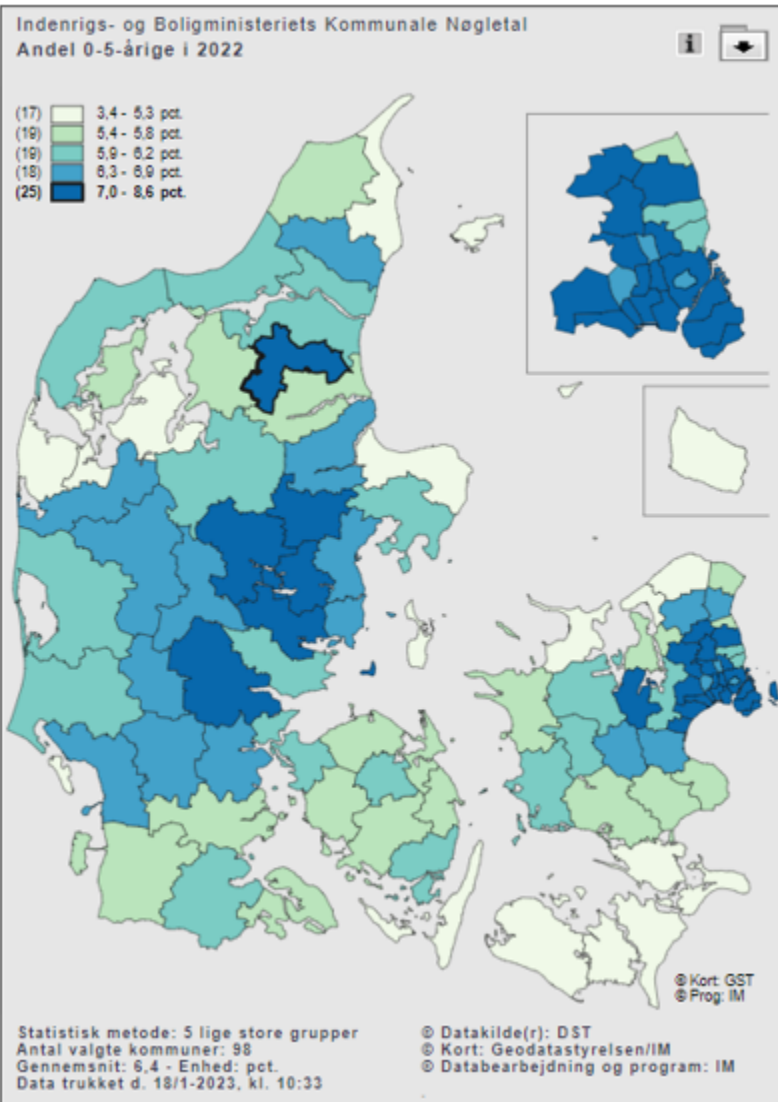 Indenrigs- og Boligministeriets Kommunale Nøgletal
Andel 0-5-årige i 2022
i
(17) 3,4 - 5,3 pct.
(19) 5,4 - 5,8 pct.
(19) 5,9 - 6,2 pct.
(18) 6,3 - 6,9 pct.
(25) 7,0 - 8,6 pct.
© Kort: GST
© Prog: IM
Statistisk metode: 5 lige store grupper
Antal valgte kommuner: 98
Gennemsnit: 6,4 - Enhed: pct.
Data trukket d. 18/1-2023, kl. 10:33
© Datakilde(r): DST
© Kort: Geodatastyrelsen/IM
© Databearbejdning og program: IM